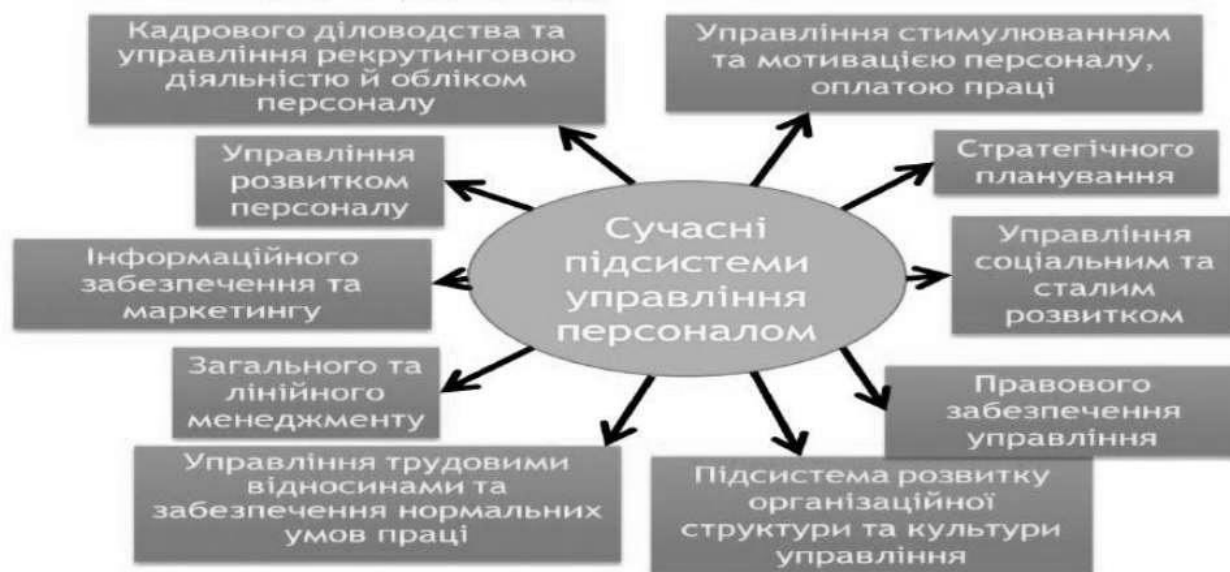 Кадрового діловодства та
управління рекрутинговою
діяльністю й обліком
персоналу
Управління стимулюванням
та мотивацією персоналу,
оплатою праці
Управління
розвитком
персоналу
Стратегічного
планування
Сучасні
підсистеми
управління
персоналом
Інформаційного
забезпечення та
маркетингу
Управління
соціальним та
сталим
розвитком
Загального та
лінійного
менеджменту
Правового
забезпечення
управління
Управління трудовими
відносинами та
забезпечення нормальних
умов праці
Підсистема розвитку
організаційної
структури та культури
управління